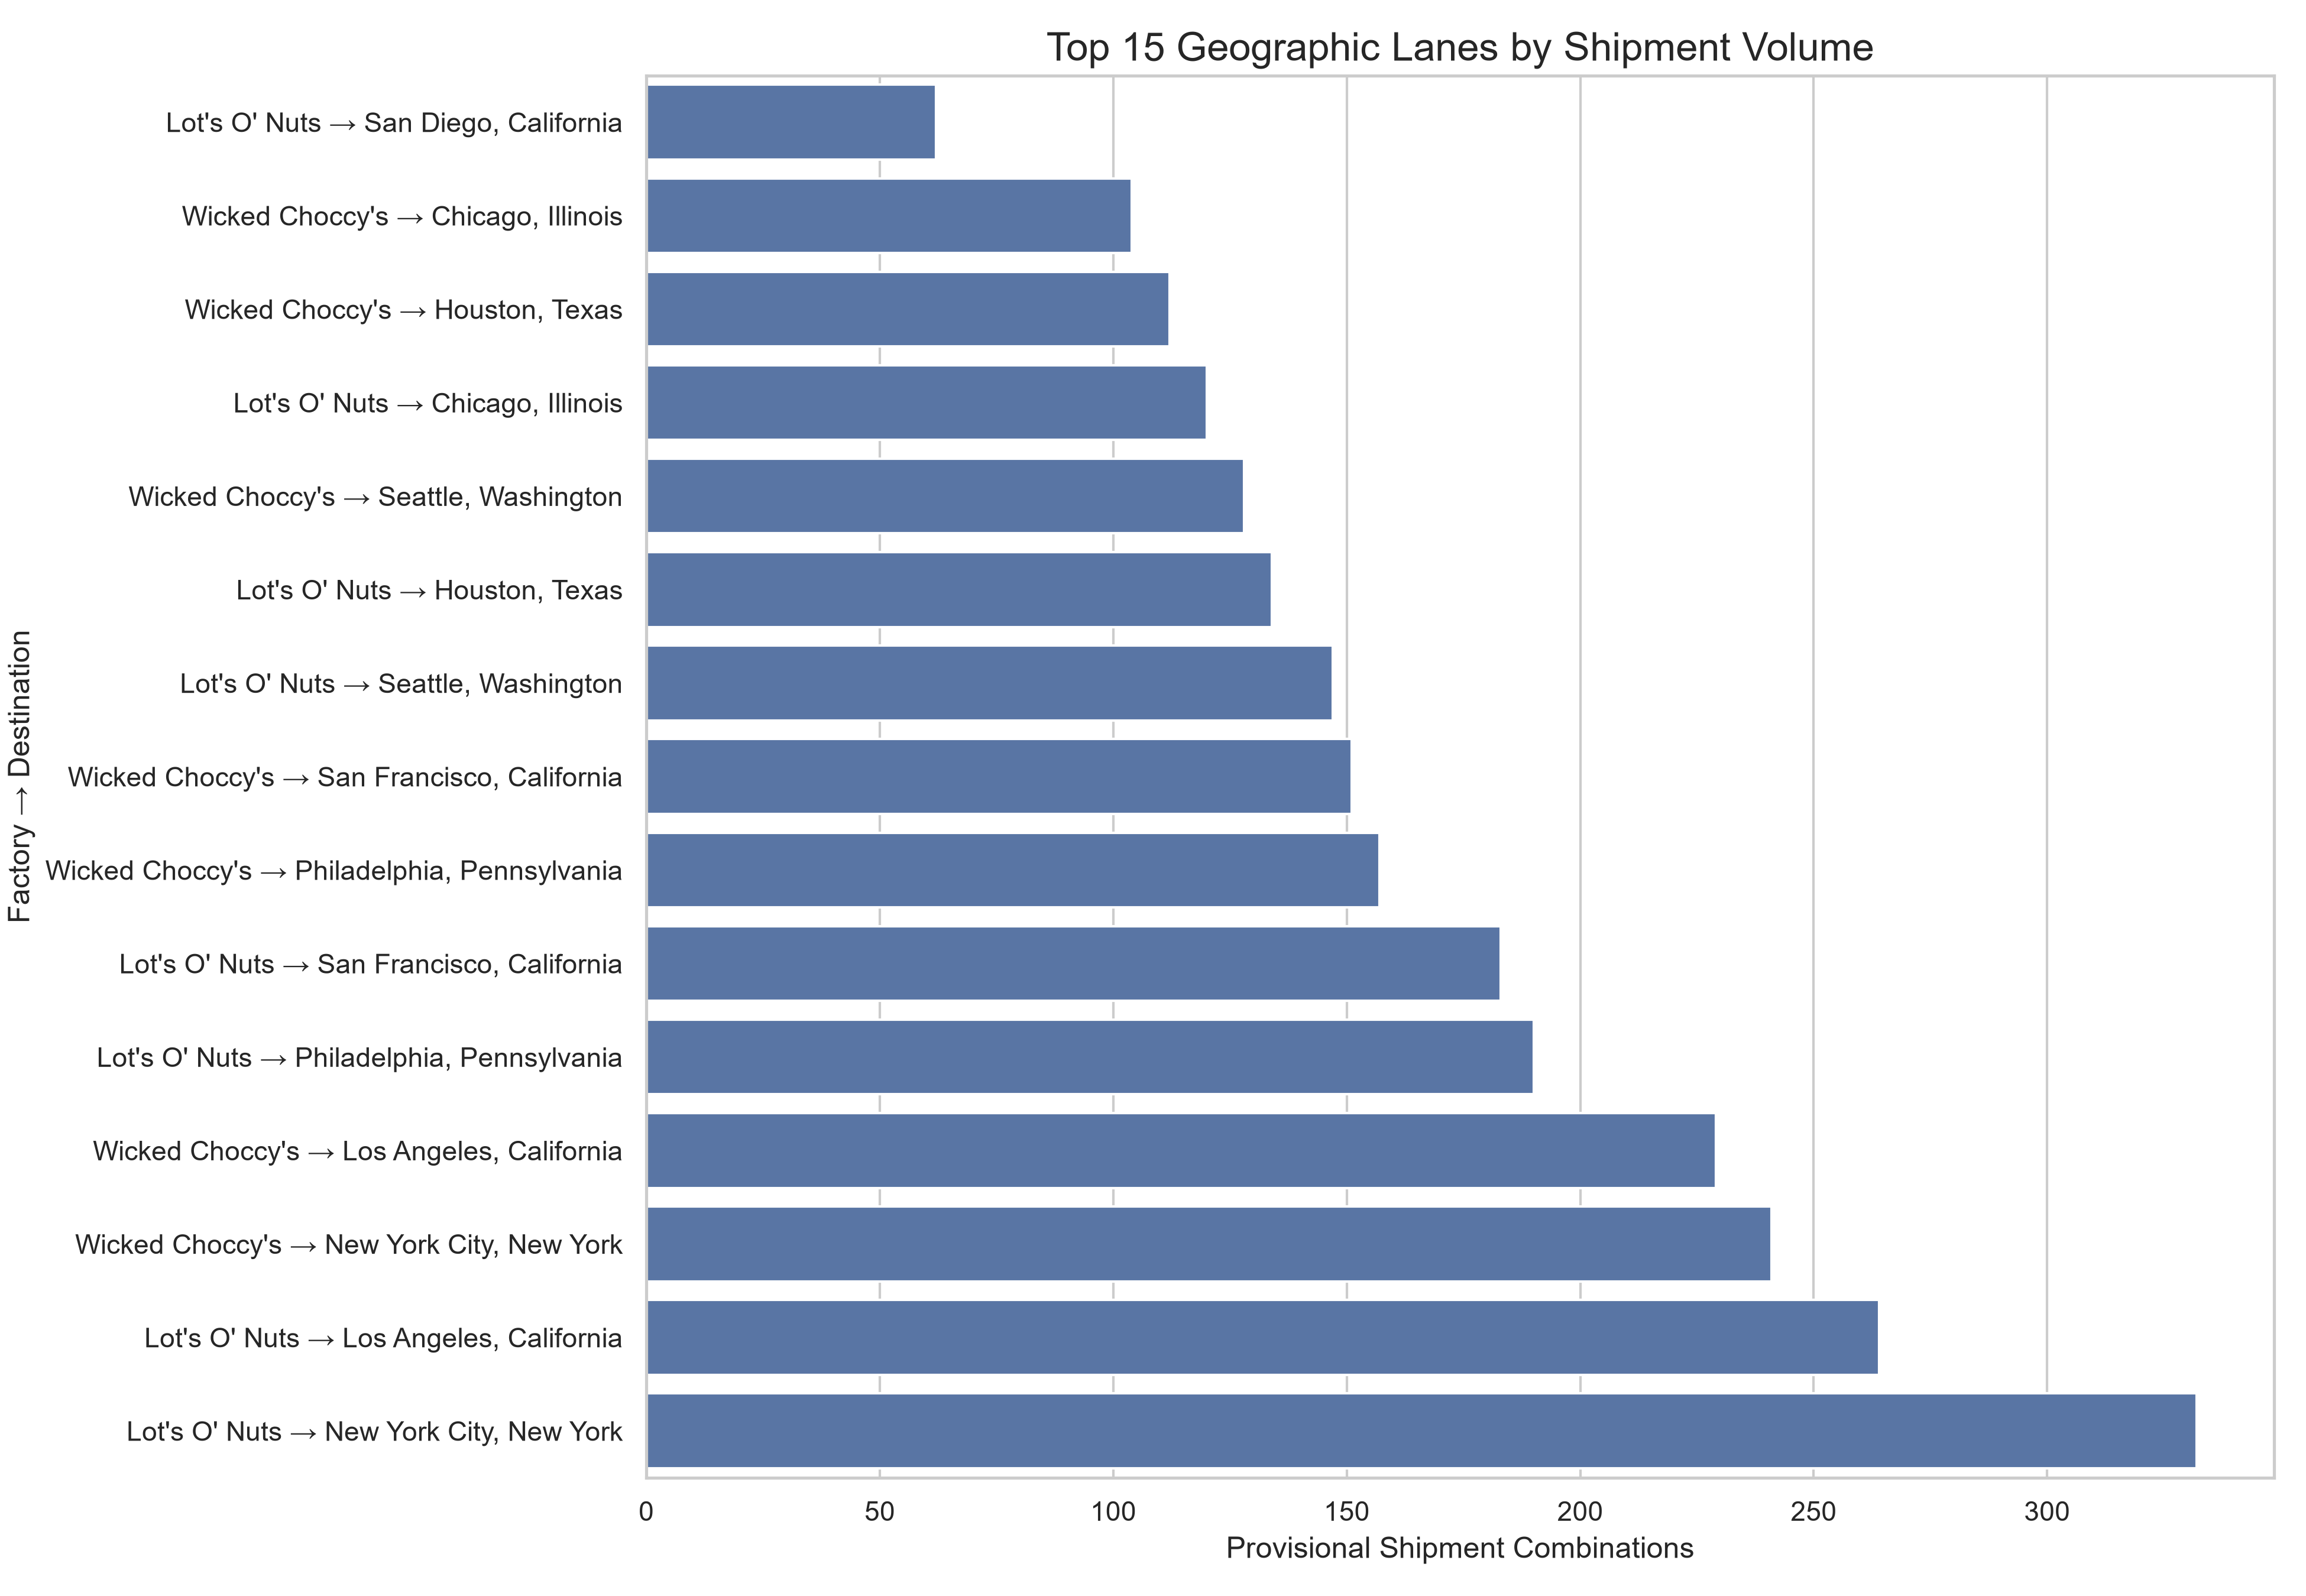 Top 15 Geographic Lanes by Shipment Volume
Lot's O' Nuts → San Diego, California
Wicked Choccy's → Chicago, Illinois
Wicked Choccy's → Houston, Texas
Lot's O' Nuts → Chicago, Illinois
Wicked Choccy's → Seattle, Washington
Lot's O' Nuts → Houston, Texas
Lot's O' Nuts → Seattle, Washington
Wicked Choccy's → San Francisco, California
Wicked Choccy's → Philadelphia, Pennsylvania
Lot's O' Nuts → San Francisco, California
Lot's O' Nuts → Philadelphia, Pennsylvania
Wicked Choccy's → Los Angeles, California
Wicked Choccy's → New York City, New York
Lot's O' Nuts → Los Angeles, California
Lot's O' Nuts → New York City, New York
Factory → Destination
0 50 100 150 200 250 300
Provisional Shipment Combinations